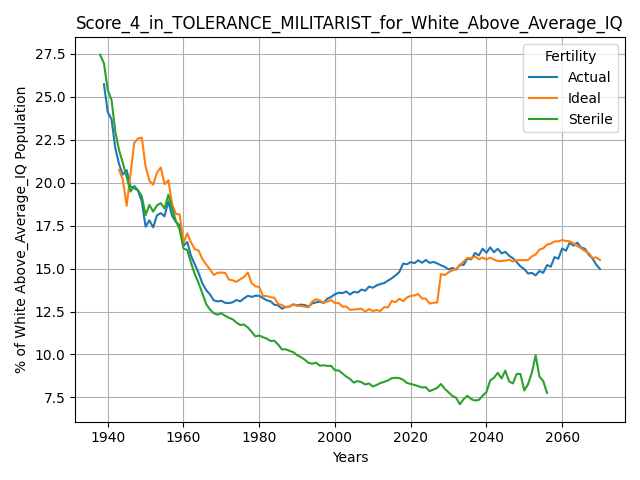 Score_4_in_TOLERANCE_MILITARIST_for_White_Above_Average_IQ
Fertility
Actual
Ideal
Sterile
% of White Above_Average_IQ Population
27.5
25.0
22.5
20.0
17.5
15.0
12.5
10.0
7.5
1940 1960 1980 2000 2020 2040 2060
Years